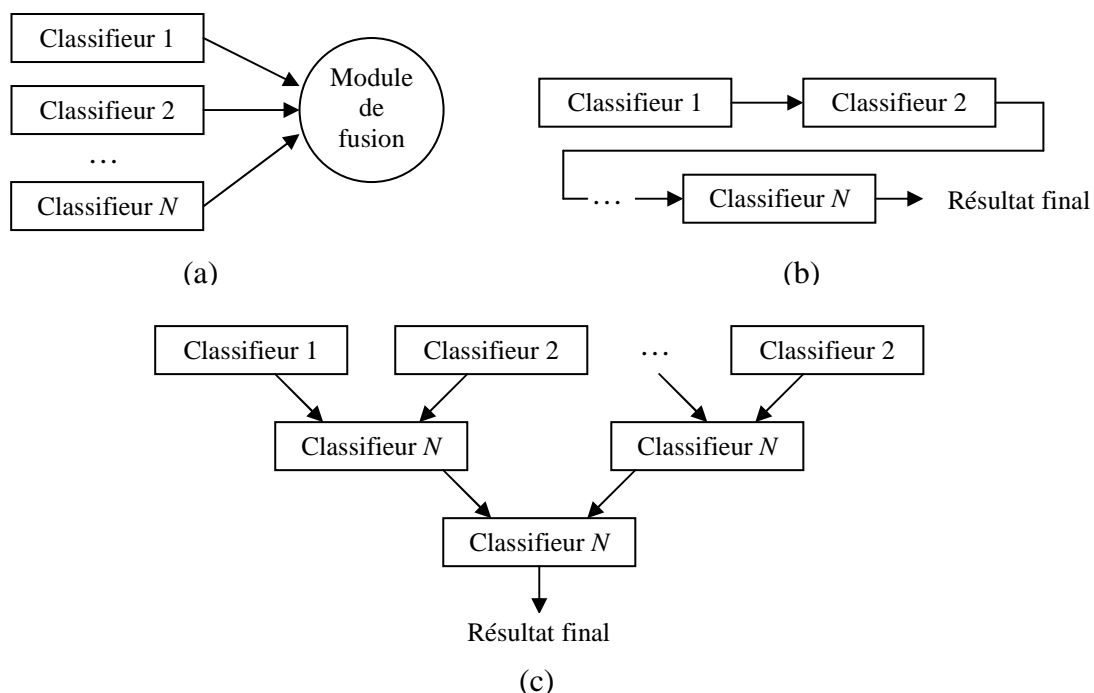 Classifieur 1
Classifieur 2
…
Classifieur N
Module
de
fusion
(a)
Classifieur 1
Classifieur 2
…
Classifieur N
Résultat final
(b)
Classifieur 1
Classifieur 2
…
Classifieur 2
Classifieur N
Classifieur N
Classifieur N
Résultat final
(c)